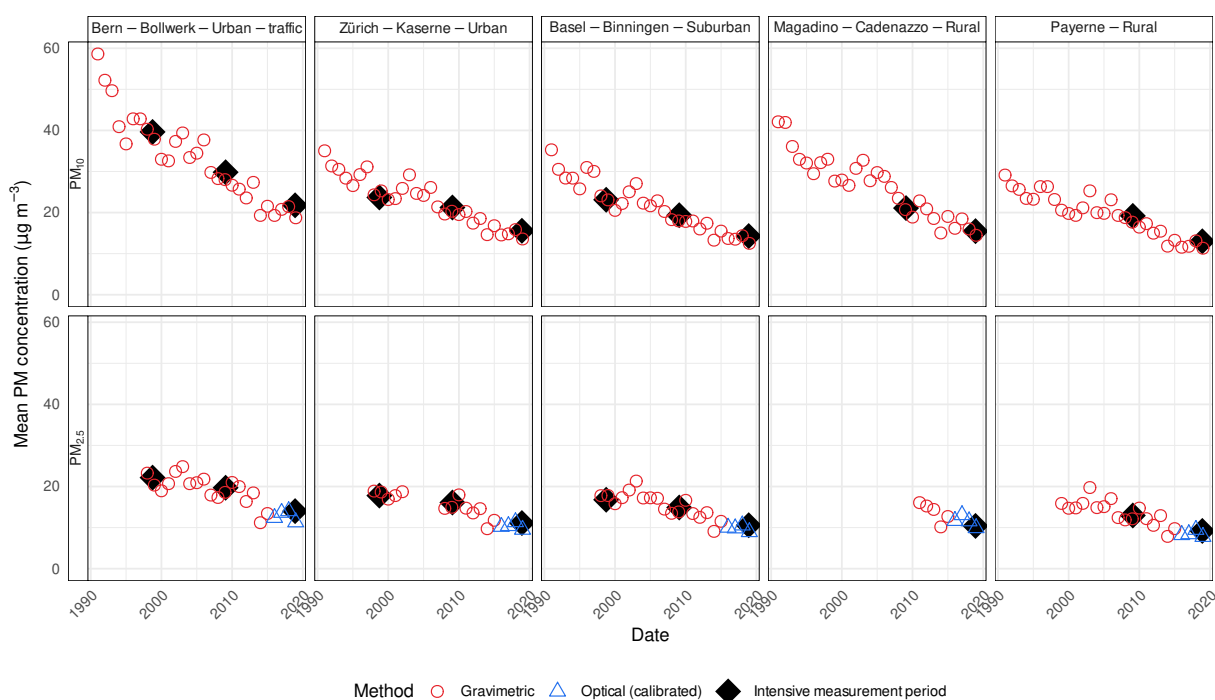 Bern – Bollwerk – Urban – traffic
Zürich – Kaserne – Urban
Basel – Binningen – Suburban
Magadino – Cadenazzo – Rural
Payerne – Rural
Mean PM concentration (µg m⁻³)
PM₁₀
60
40
20
0
PM₂.₅
60
40
20
0
1990 2000 2010 2020
1990 2000 2010 2020
1990 2000 2010 2020
1990 2000 2010 2020
1990 2000 2010 2020
Date
Method Gravimetric Optical (calibrated) Intensive measurement period